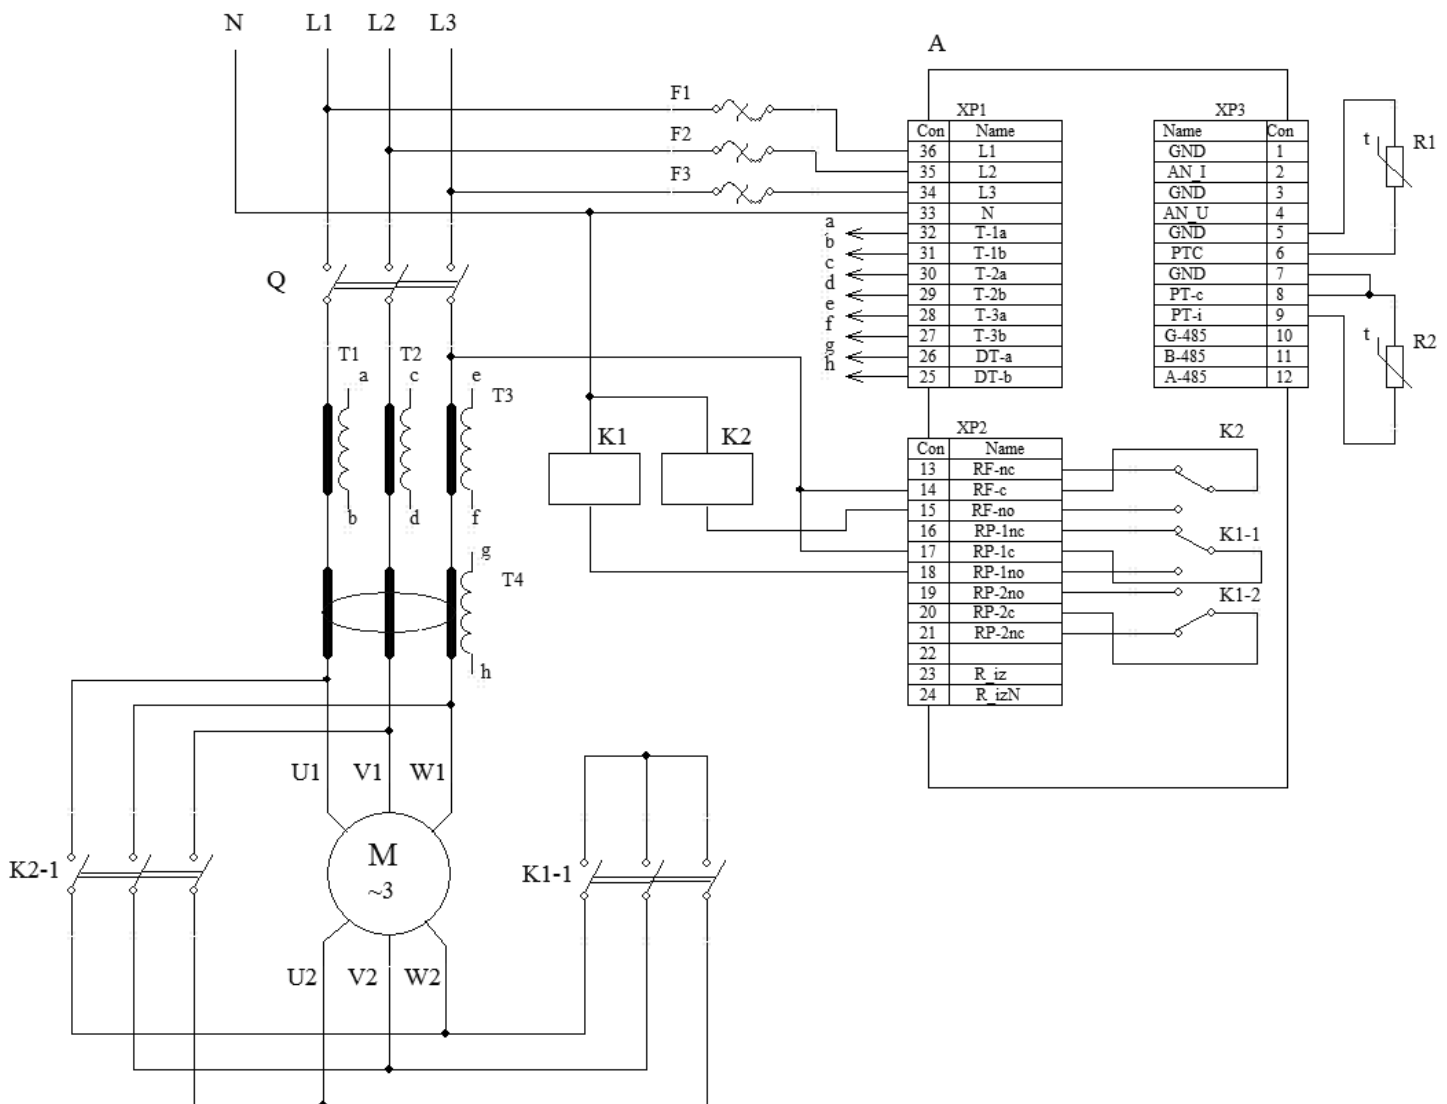 N L1 L2 L3
A
F1
F2
F3
XP1
Con Name
36 L1
35 L2
34 L3
33 N
32 T-1a
31 T-1b
30 T-2a
29 T-2b
28 T-3a
27 T-3b
26 DT-a
25 DT-b
a
b
c
d
e
f
g
h
XP3
Name Con
GND 1
AN_I 2
GND 3
AN_U 4
GND 5
PTC 6
GND 7
PT-c 8
PT-i 9
G-485 10
B-485 11
A-485 12
t R1
t R2
Q
T1 a
T2 c
e
T3
b d f
g
T4
h
K1 K2
XP2
Con Name
13 RF-nc
14 RF-c
15 RF-no
16 RP-1nc
17 RP-1c
18 RP-1no
19 RP-2no
20 RP-2c
21 RP-2nc
22
23 R_iz
24 R_izN
K2
K1-1
K1-2
U1 V1 W1
M
~3
K2-1
K1-1
U2 V2 W2